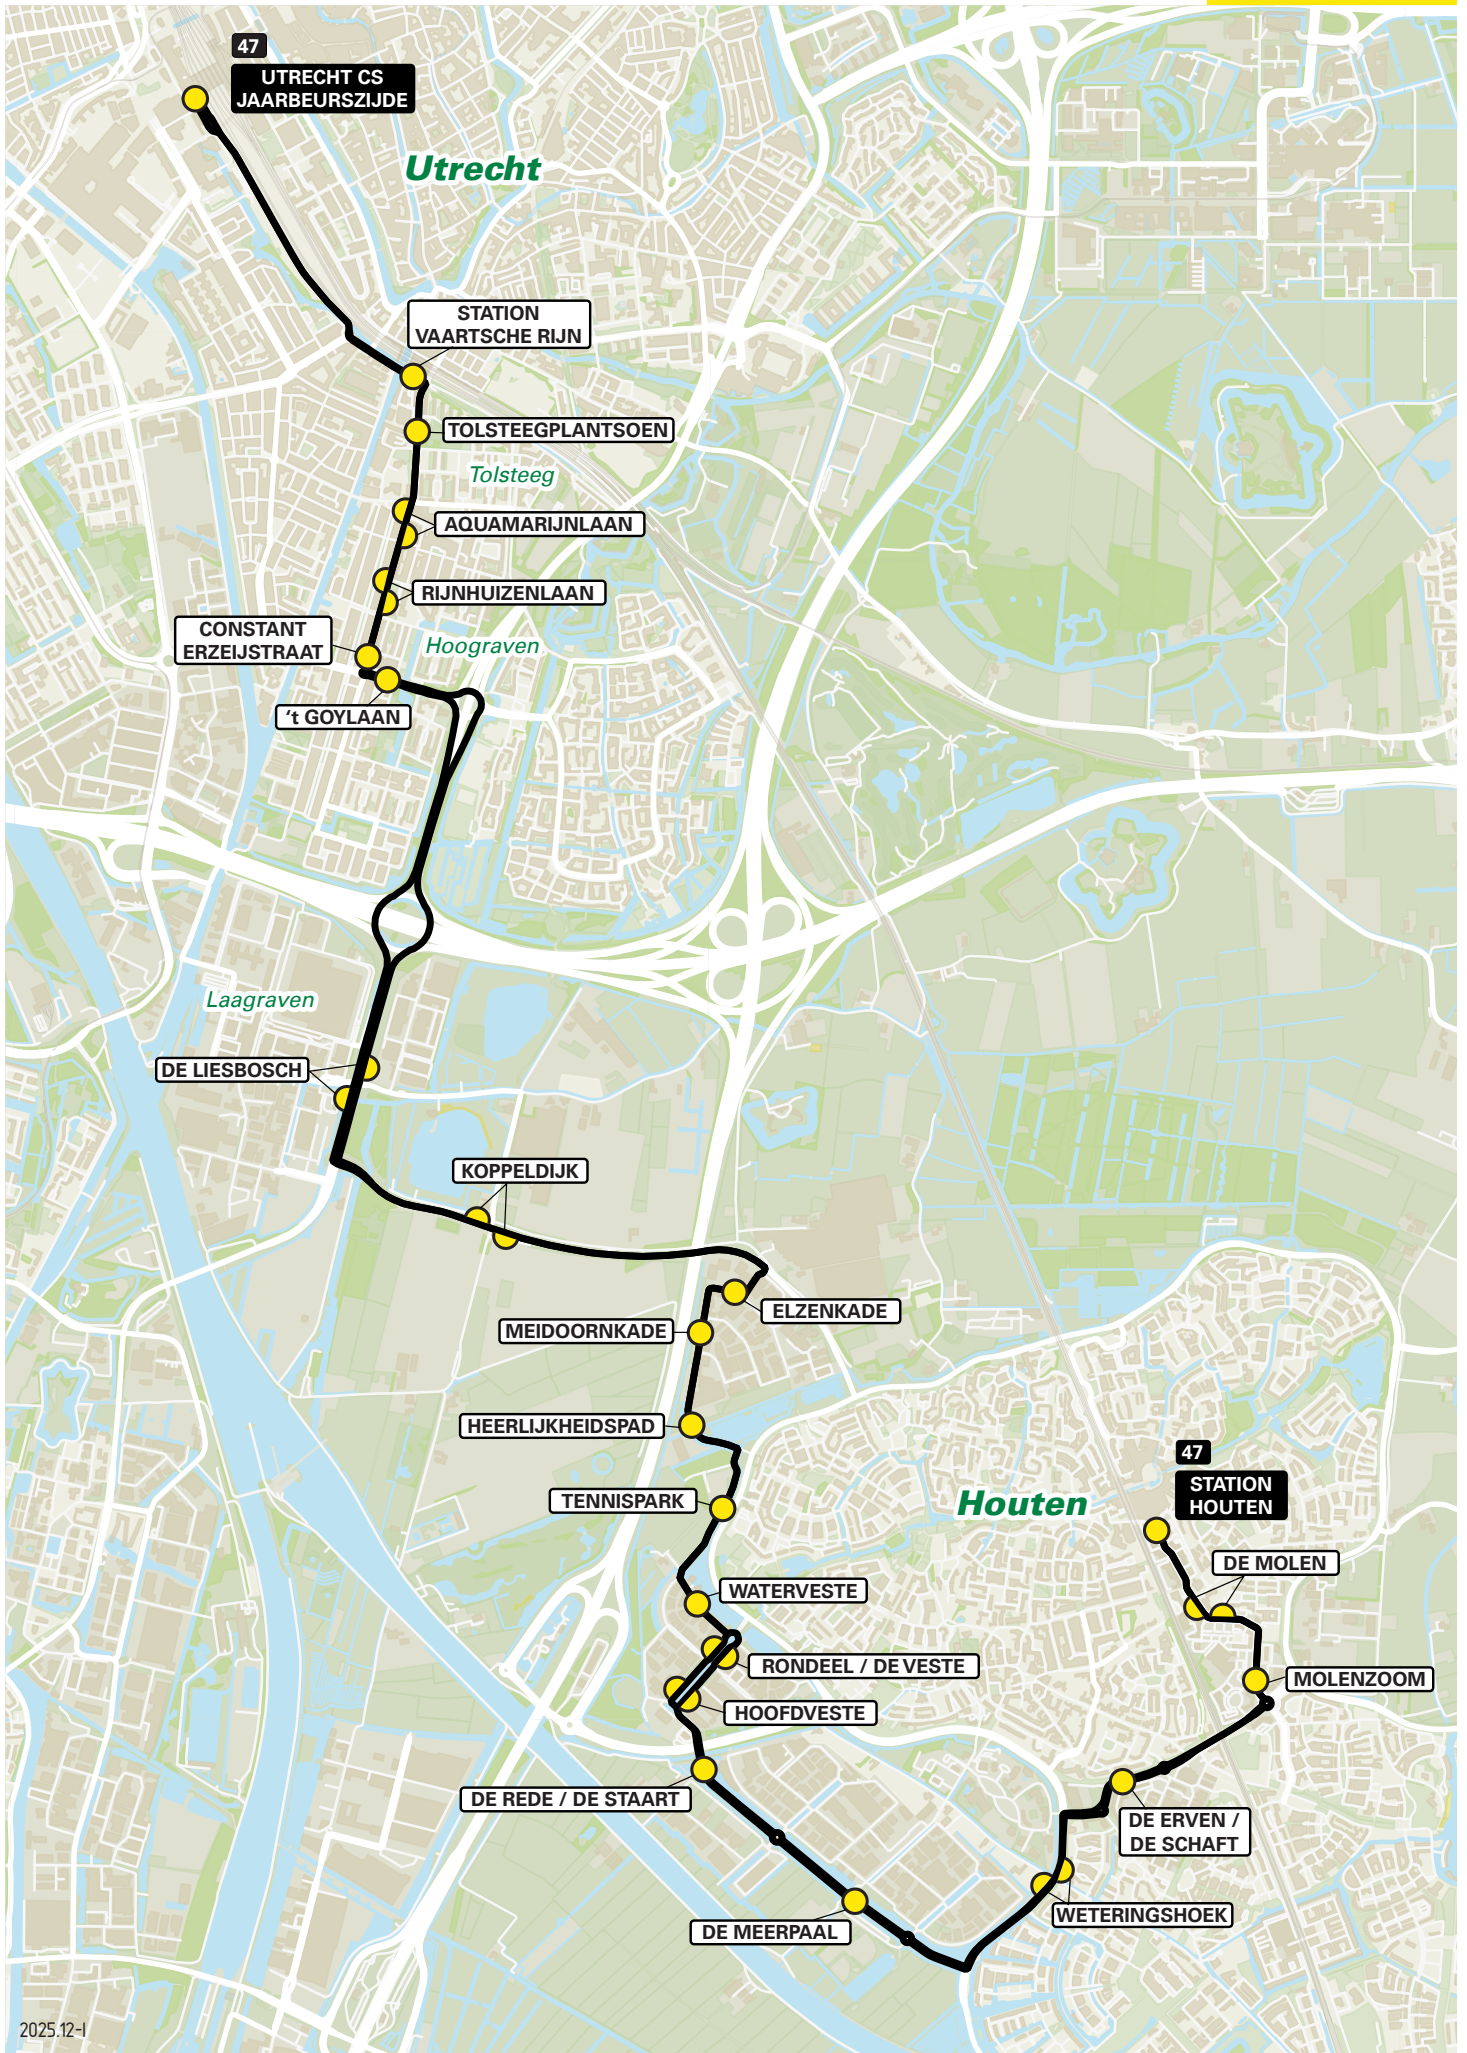 47
UTRECHT CS
JAARBEURSZIJDE
Utrecht
STATION
VAARTSCHE RIJN
TOLSTEEGPLANTSOEN
Tolsteeg
AQUAMARIJNLAAN
RIJNHUIZENLAAN
CONSTANT
ERZEIJSTRAAT
Hoograven
‘t GOYLAAN
Laagraven
DE LIESBOSCH
KOPPELDIJK
ELZENKADE
MEIDOORNKADE
HEERLIJKHEIDSPAD
47
STATION
HOUTEN
Houten
TENNISPARK
DE MOLEN
WATERVESTE
RONDEEL / DE VESTE
MOLENZOOM
HOOFDVESTE
DE REDE / DE STAART
DE ERVEN /
DE SCHAFT
WETERINGSHOEK
DE MEERPAAL
2025.12-I